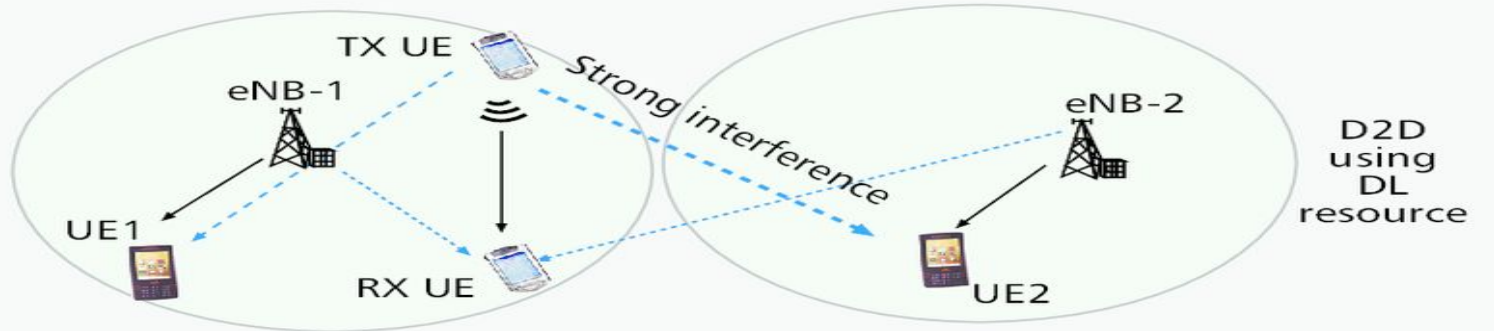 TX UE
eNB-1
Strong interference
eNB-2
D2D
using
DL
resource
UE1
RX UE
UE2